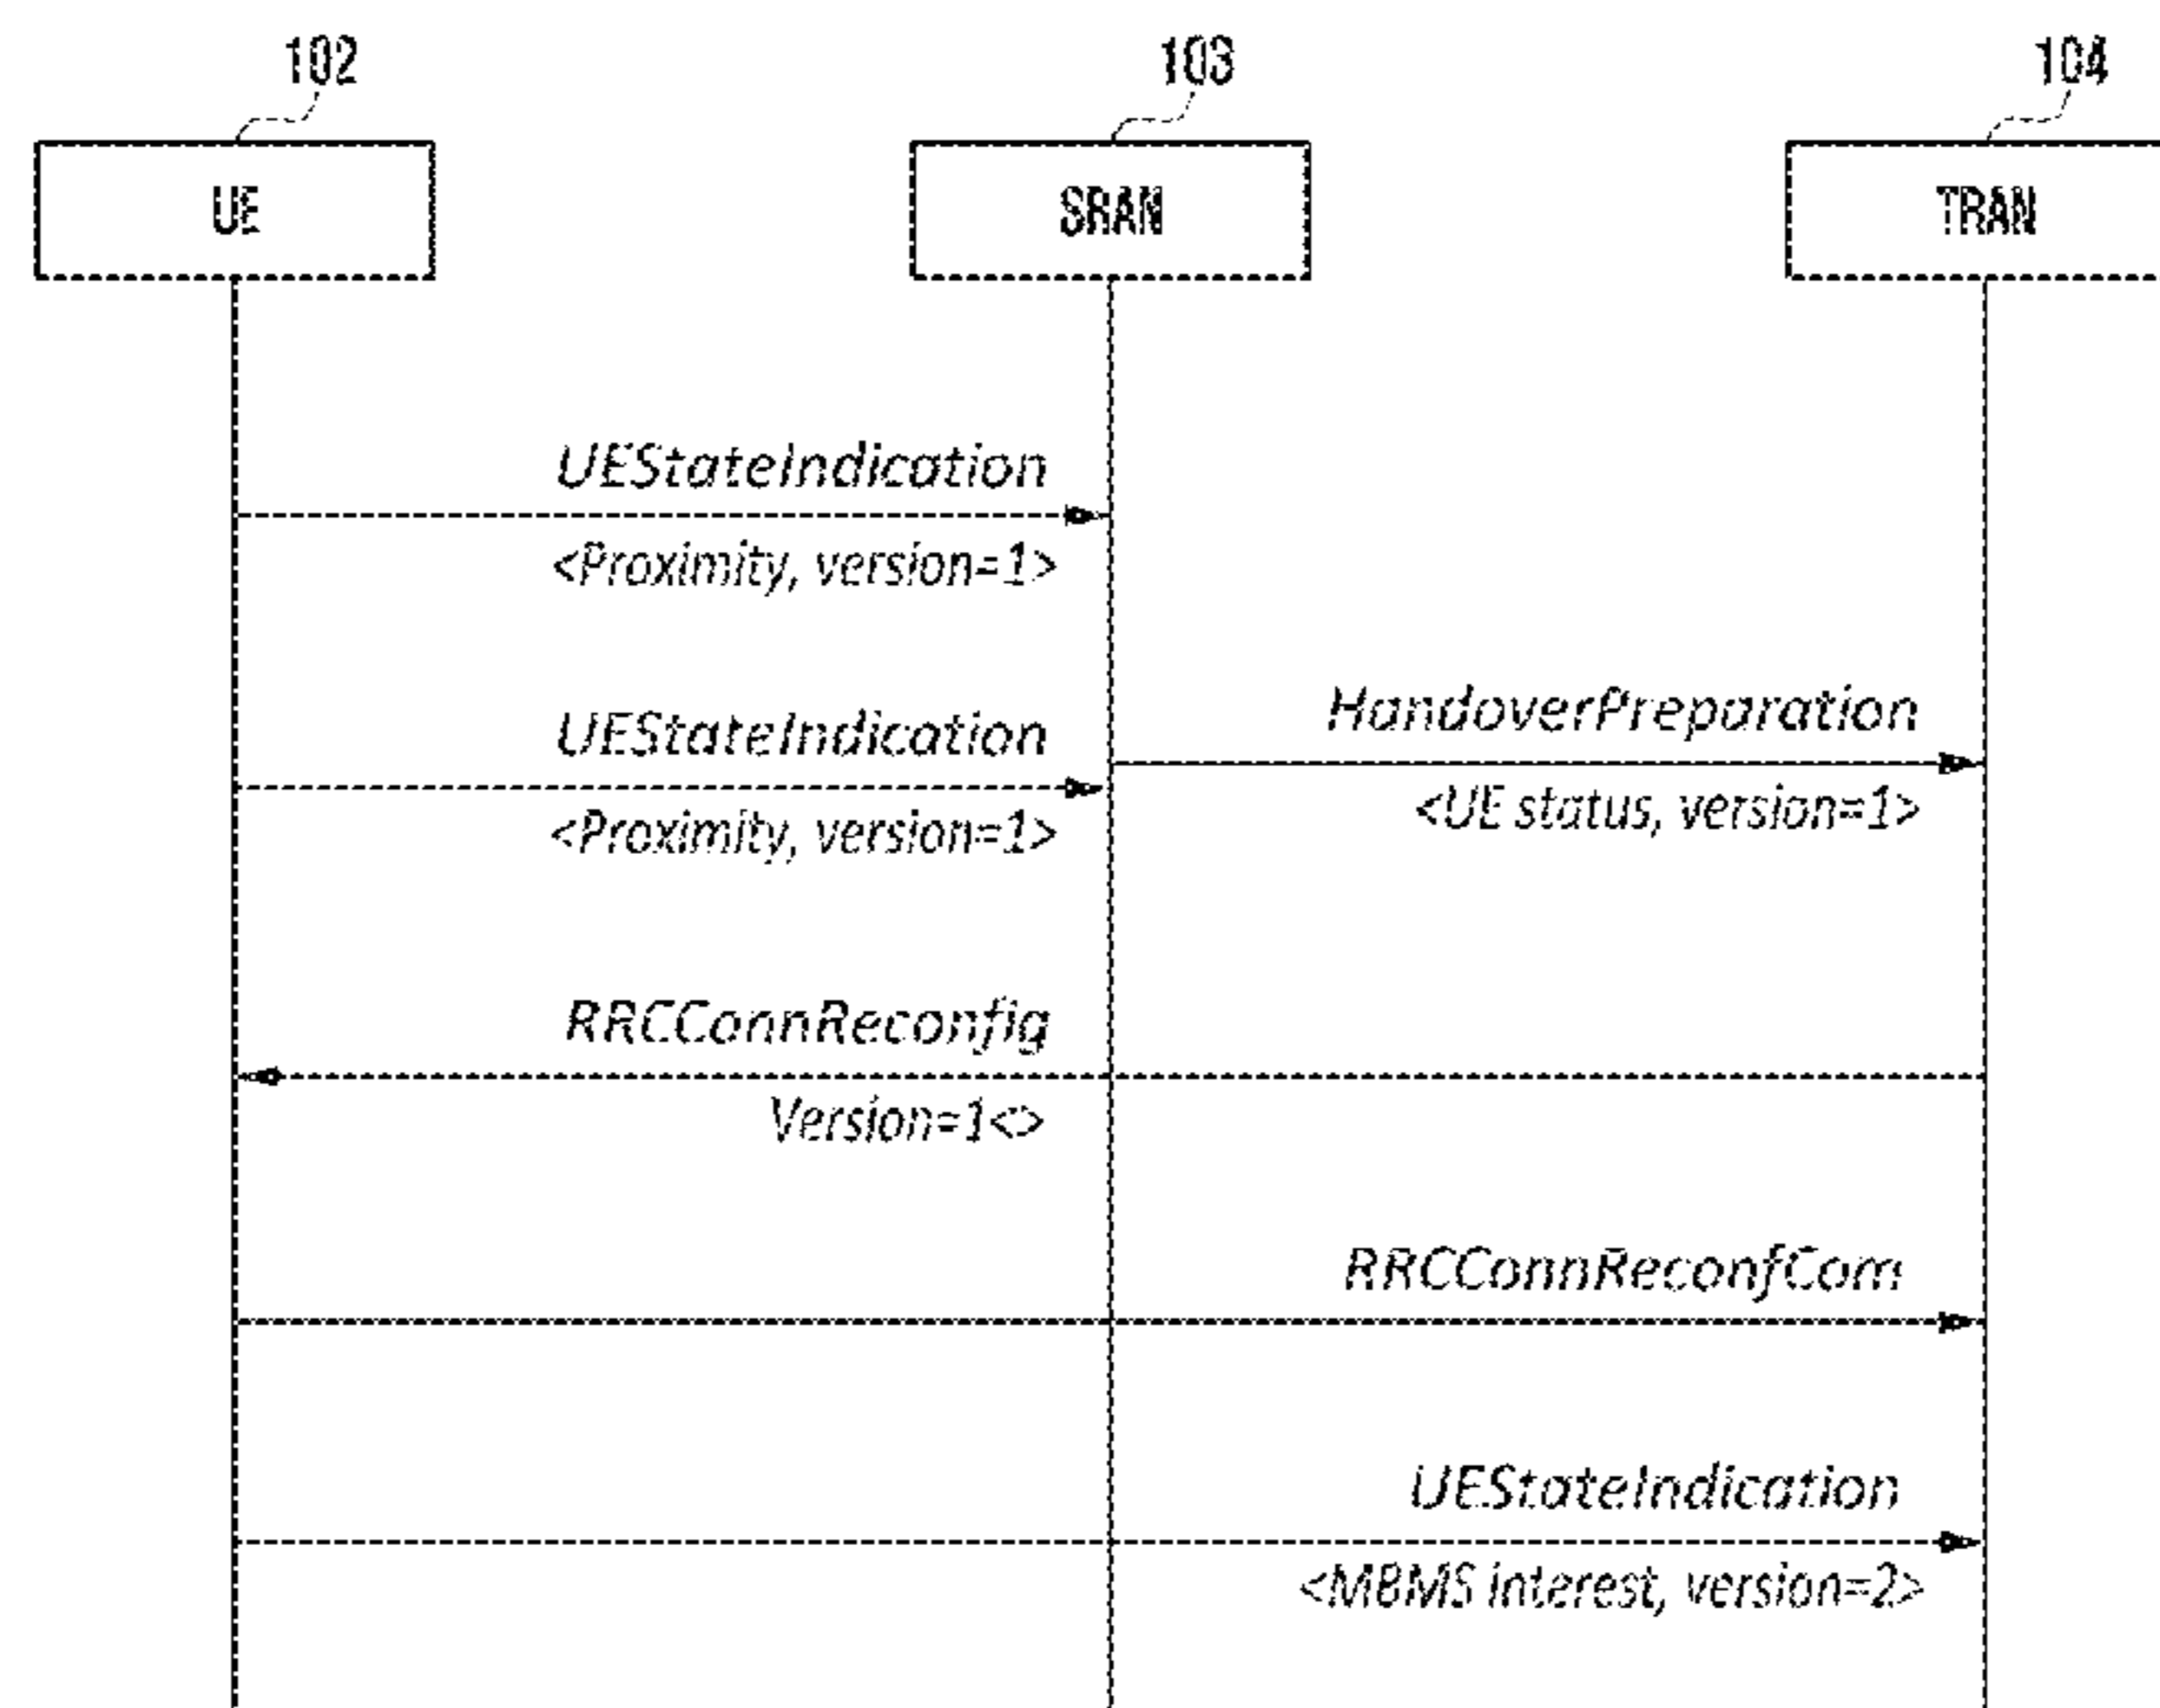 102
103
104
UE
SRAN
TRAN
UEStateIndication
<Proximity, version=1>
HandoverPreparation
UEStateIndication
<UE status, version=1>
<Proximity, version=1>
RRCConnReconfig
Version=1<>
RRCConnReconfCom
UEStateIndication
<MBMS interest, version=2>